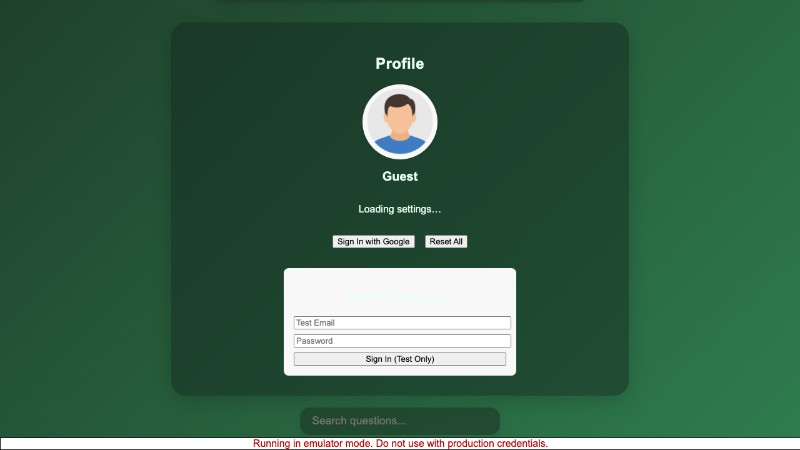 Profile
Guest
Loading settings...
Sign In with Google
Reset All
Test Email
Password
Sign In (Test Only)
Search questions...
Running in emulator mode. Do not use with production credentials.